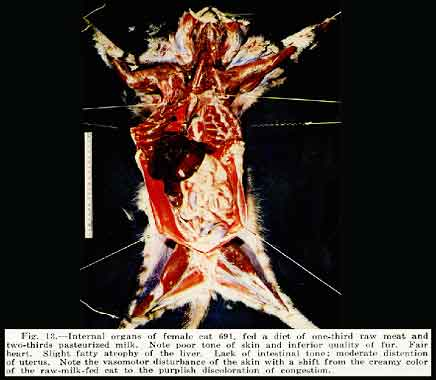 Fig. 13.—Internal organs of female cat 691, fed a diet of one-third raw meat and
two-thirds pasteurized milk. Note poor tone of skin and inferior quality of fur. Fair
heart. Slight fatty atrophy of the liver. Lack of intestinal tone; moderate distention
of uterus. Note the vasomotor disturbance of the skin with a shift from the creamy color
of the raw-milk-fed cat to the purplish discoloration of congestion.